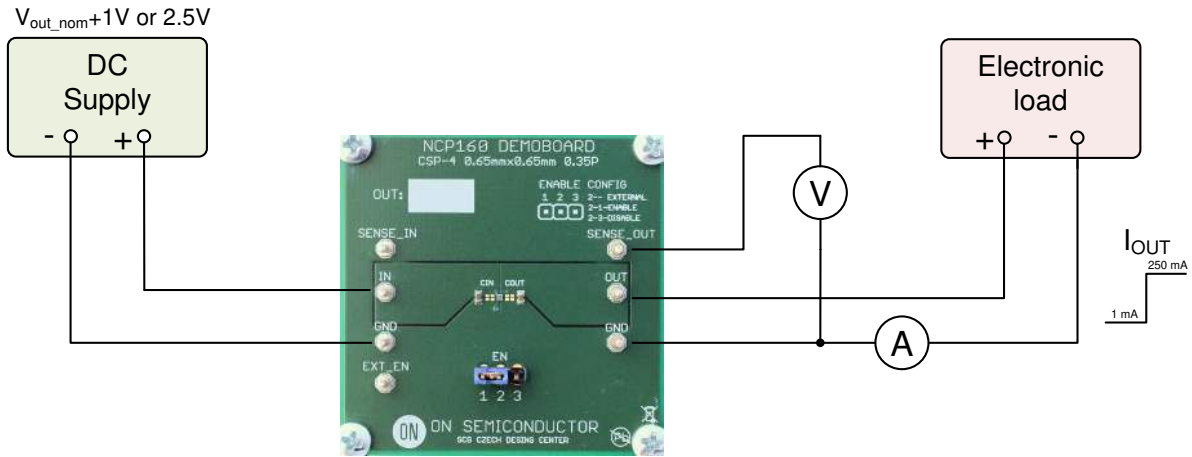 Vout_nom+1V or 2.5V
DC
Supply
- +
Electronic
load
+ -
NCP160 DEMOBOARD
CSP-4 0.65mmx0.65mm 0.35P
OUT:
ENABLE CONFIG
1 2 3
2-- EXTERNAL
2-1-ENABLE
2-3-DISABLE
SENSE_IN
SENSE_OUT
IN
CIN
COUT
OUT
GND
GND
EXT_EN
EN
1 2 3
ON
ON SEMICONDUCTOR
SCG CZECH DESING CENTER
Pb
V
A
IOUT
250 mA
1 mA